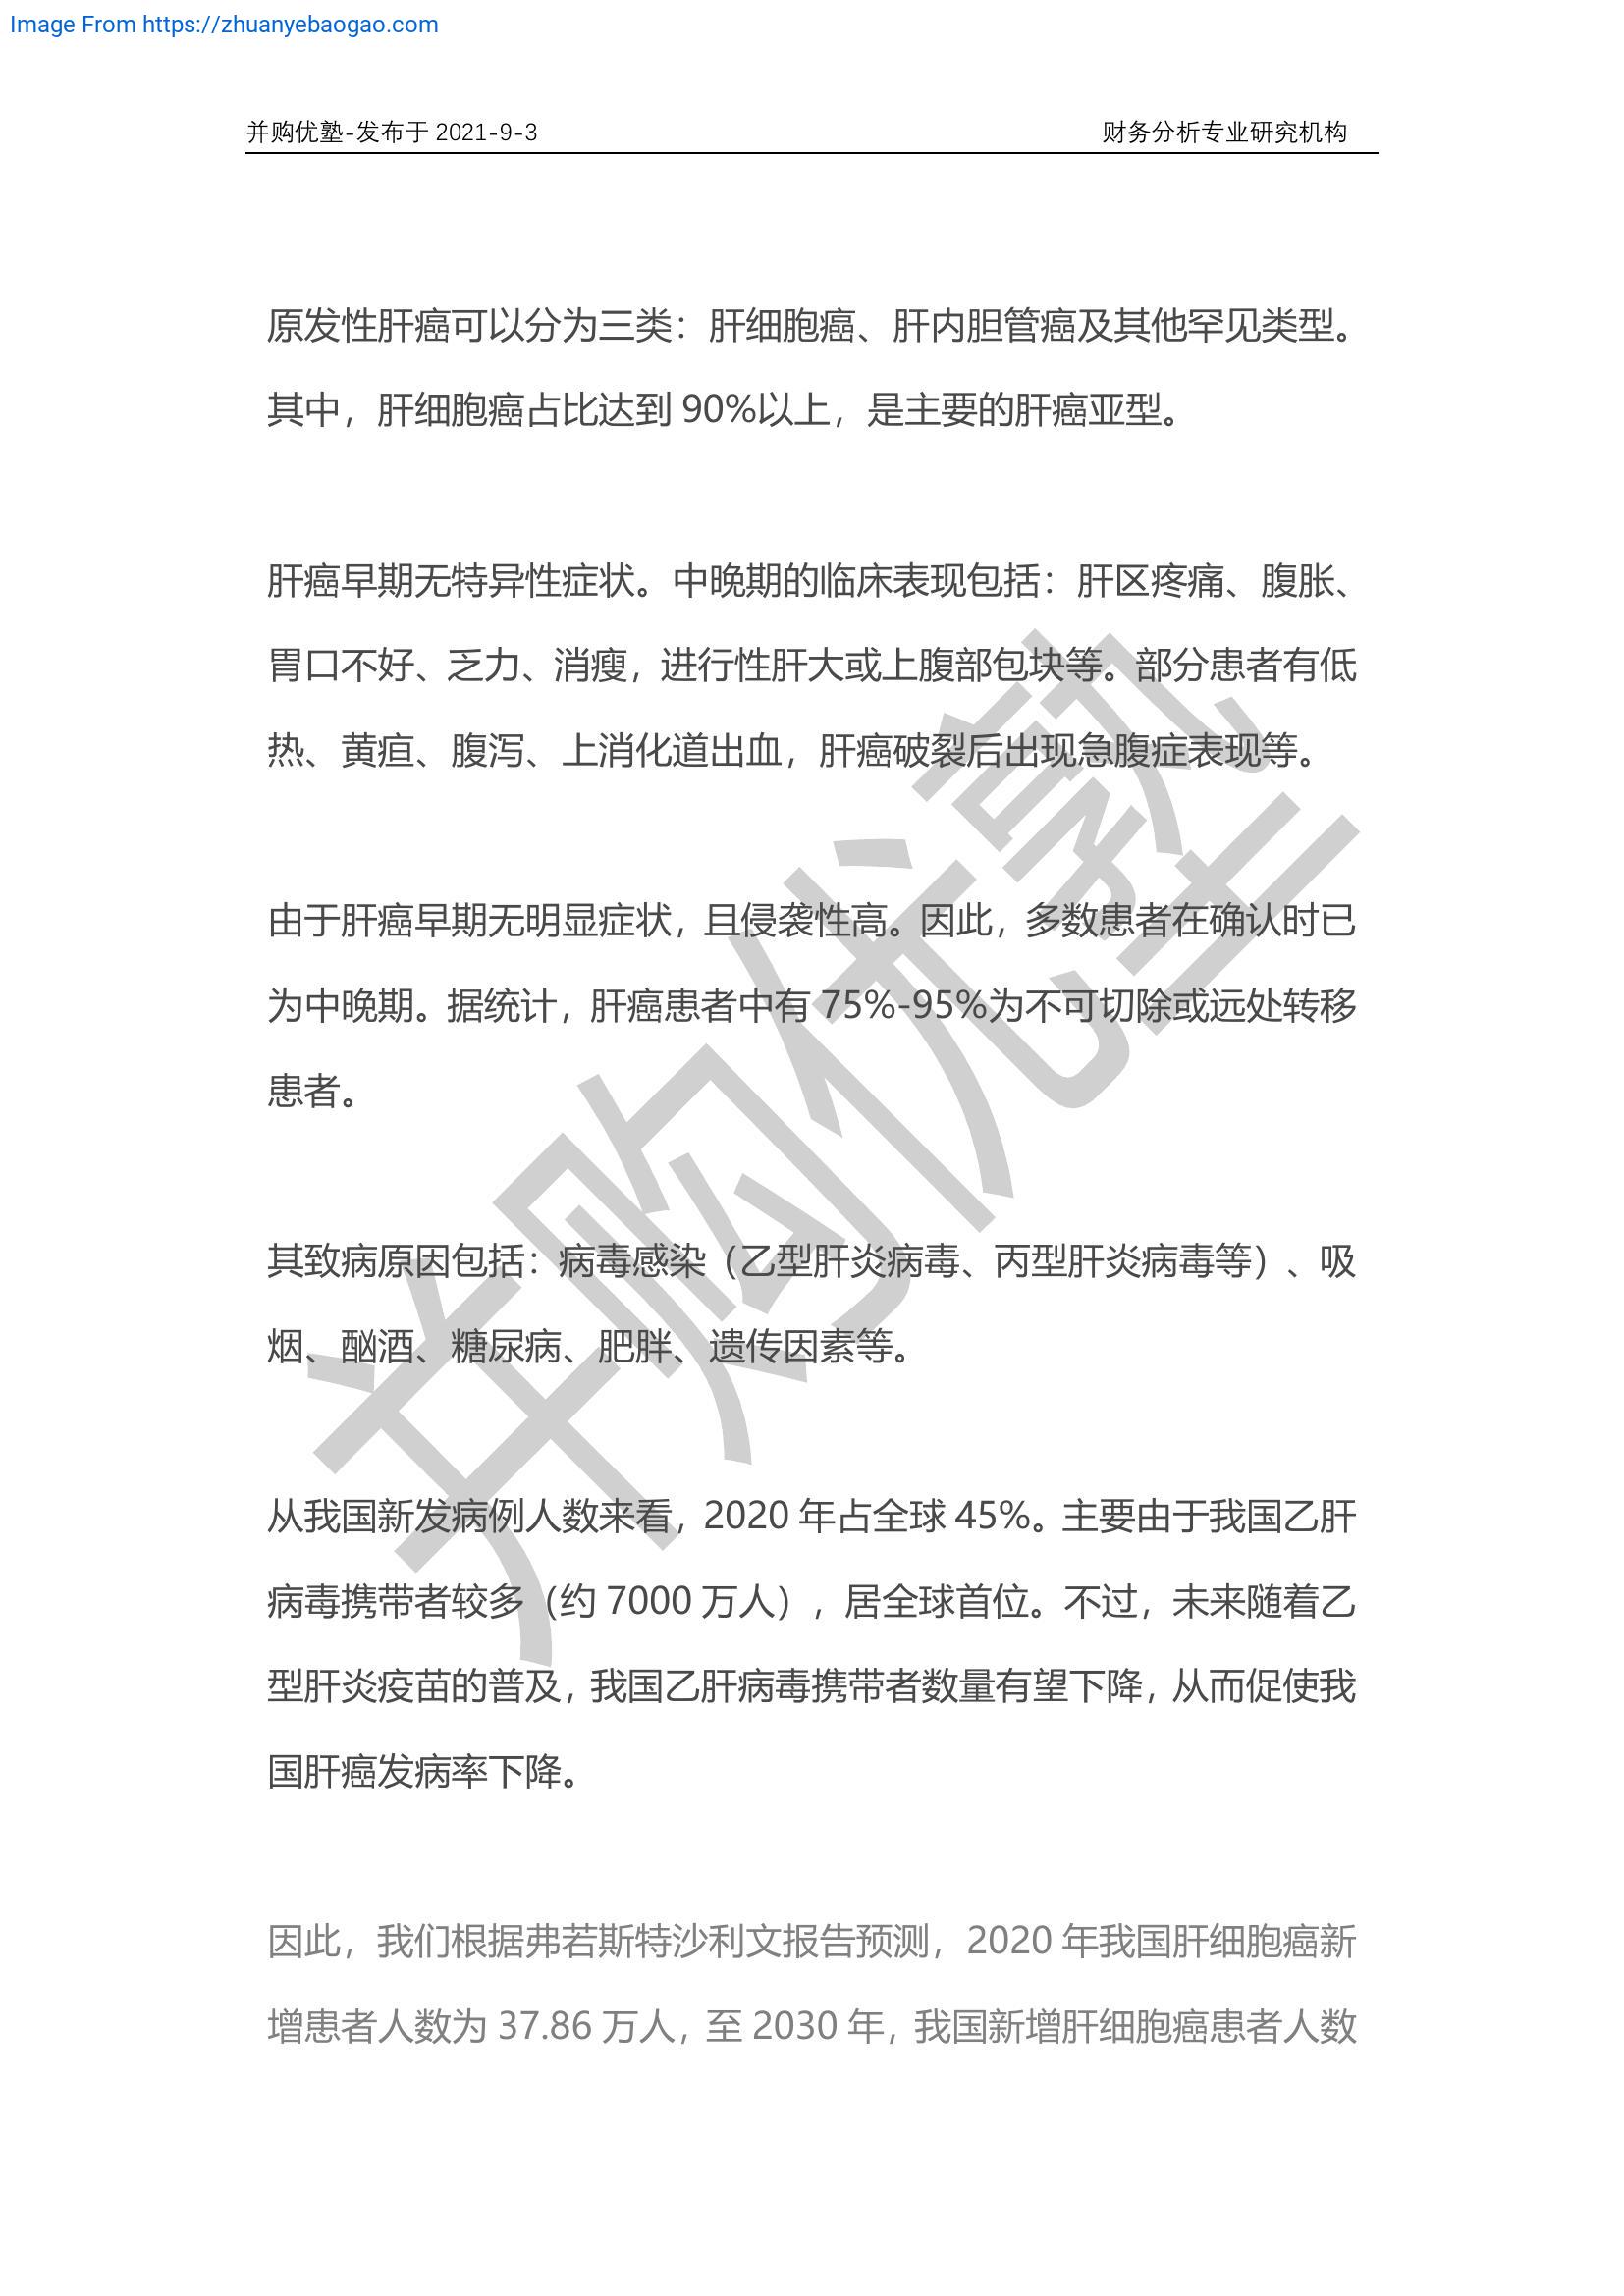 Image From https://zhuanyebaogao.com
并购优塾-发布于 2021-9-3 财务分析专业研究机构
原发性肝癌可以分为三类：肝细胞癌、肝内胆管癌及其他罕见类型。
其中，肝细胞癌占比达到 90%以上，是主要的肝癌亚型。
肝癌早期无特异性症状。中晚期的临床表现包括：肝区疼痛、腹胀、
胃口不好、乏力、消瘦，进行性肝大或上腹部包块等。部分患者有低
热、黄疸、腹泻、上消化道出血，肝癌破裂后出现急腹症表现等。
由于肝癌早期无明显症状，且侵袭性高。因此，多数患者在确认时已
为中晚期。据统计，肝癌患者中有 75%-95%为不可切除或远处转移
患者。
其致病原因包括：病毒感染（乙型肝炎病毒、丙型肝炎病毒等）、吸
烟、酗酒、糖尿病、肥胖、遗传因素等。
从我国新发病例人数来看，2020 年占全球 45%。主要由于我国乙肝
病毒携带者较多（约 7000 万人），居全球首位。不过，未来随着乙
型肝炎疫苗的普及，我国乙肝病毒携带者数量有望下降，从而促使我
国肝癌发病率下降。
因此，我们根据弗若斯特沙利文报告预测，2020 年我国肝细胞癌新
增患者人数为 37.86 万人，至 2030 年，我国新增肝细胞癌患者人数
并购优塾